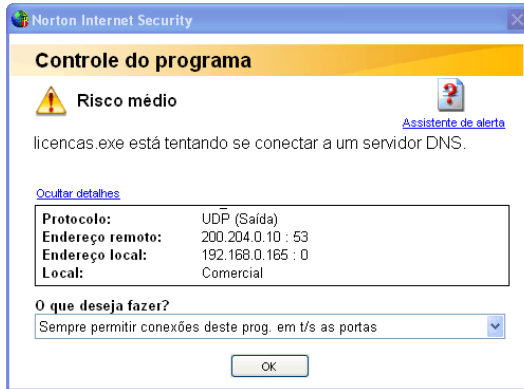 Norton Internet Security
Controle do programa
Risco médio
Assistente de alerta
licencas.exe está tentando se conectar a um servidor DNS.
Ocultar detalhes
Protocolo: UDP (Saída)
Endereço remoto: 200.204.0.10 : 53
Endereço local: 192.168.0.165 : 0
Local: Comercial
O que deseja fazer?
Sempre permitir conexões deste prog. em t/s as portas
OK